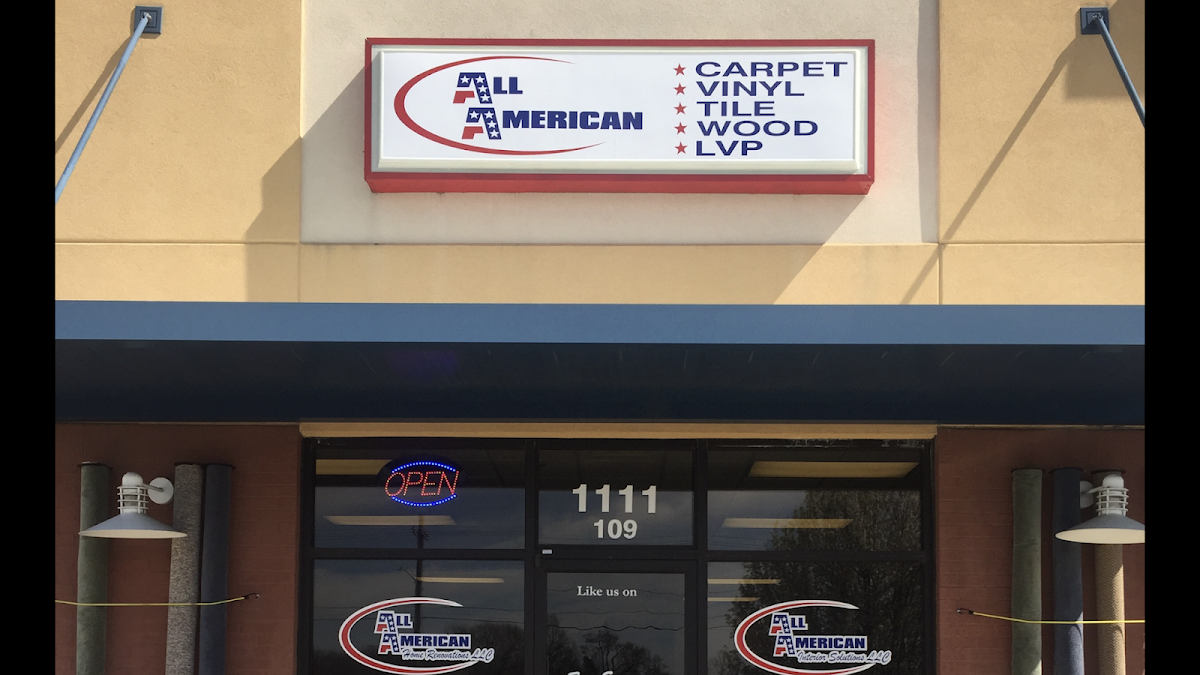 ALL
AMERICAN
CARPET
VINYL
TILE
WOOD
LVP
OPEN
1111
109
Like us on
ALL
AMERICAN
Home Renovations LLC
ALL
AMERICAN
Interior Solutions LLC